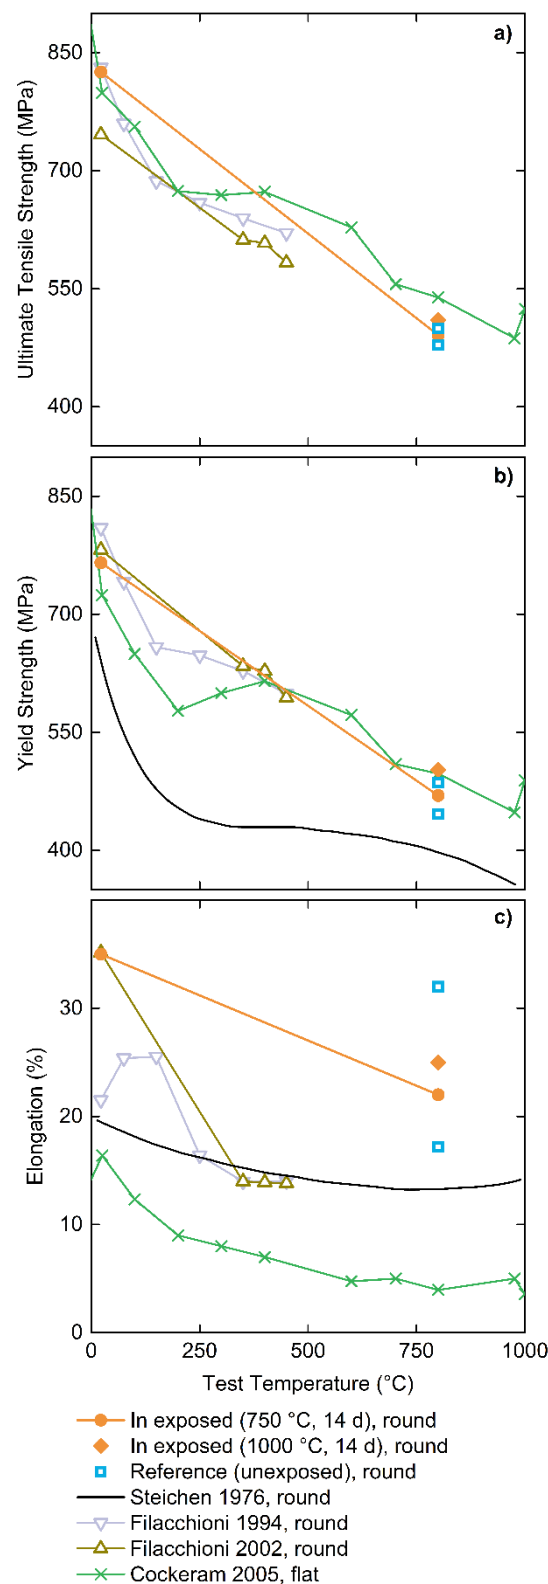 a)
850
700
550
400
Ultimate Tensile Strength (MPa)
b)
850
700
550
400
Yield Strength (MPa)
c)
30
20
10
0
Elongation (%)
0 250 500 750 1000
Test Temperature (°C)
In exposed (750 °C, 14 d), round
In exposed (1000 °C, 14 d), round
Reference (unexposed), round
Steichen 1976, round
Filacchioni 1994, round
Filacchioni 2002, round
Cockeram 2005, flat